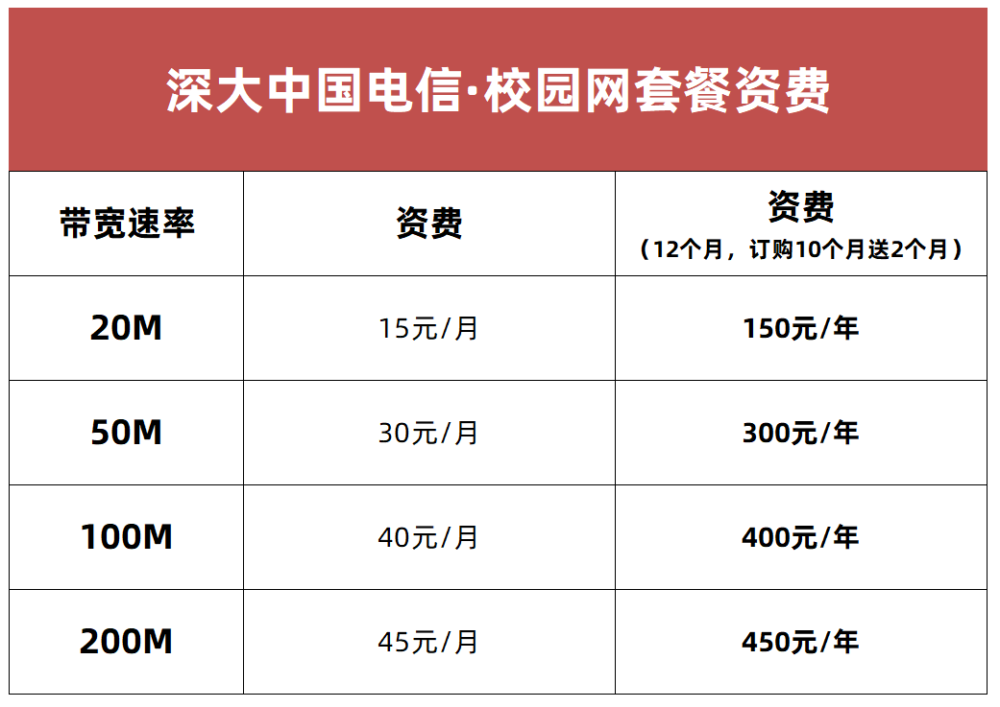 深大中国电信·校园网套餐资费
带宽速率
资费
资费
（12个月，订购10个月送2个月）
20M
15元/月
150元/年
50M
30元/月
300元/年
100M
40元/月
400元/年
200M
45元/月
450元/年